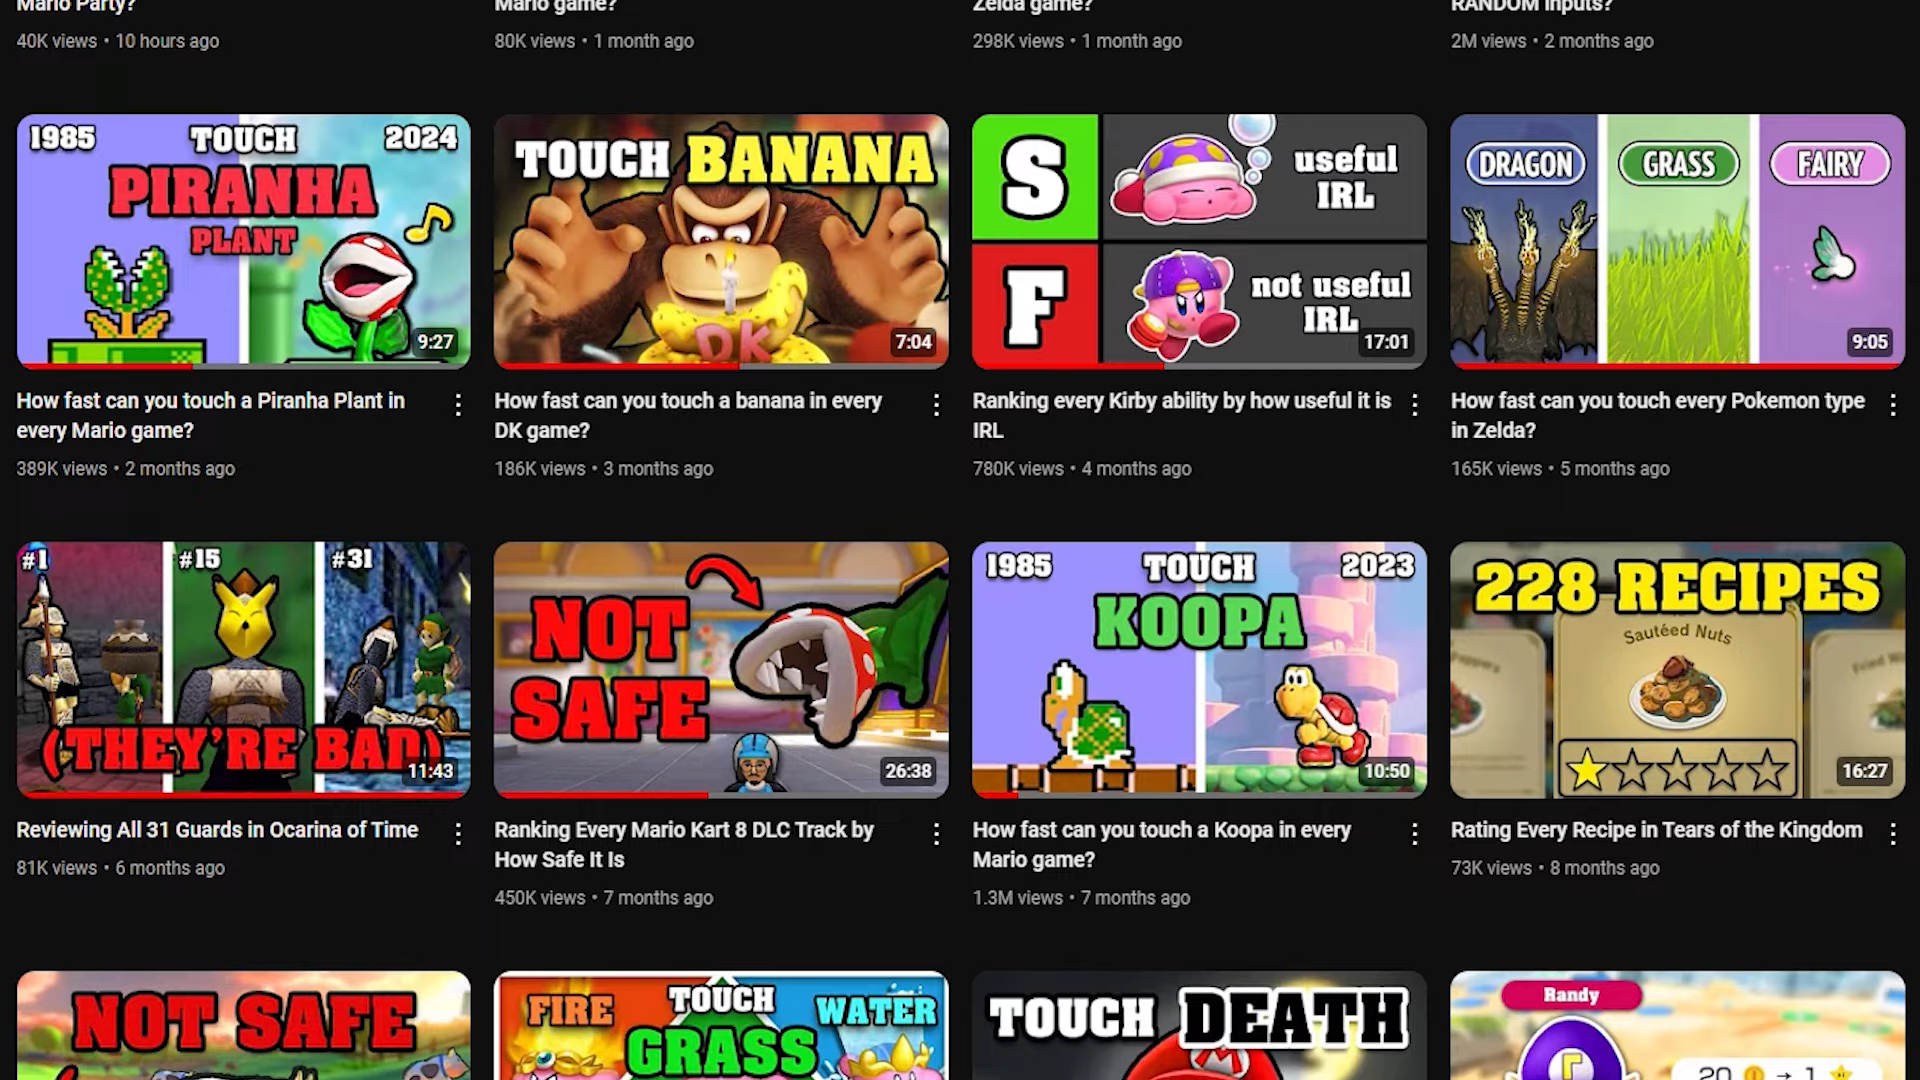 Mario Party?
Mario game?
Zelda game?
RANDOM inputs?
40K views • 10 hours ago
80K views • 1 month ago
298K views • 1 month ago
2M views • 2 months ago
1985
TOUCH
2024
PIRANHA
PLANT
9:27
TOUCH BANANA
DK
7:04
S
useful
IRL
F
not useful
IRL
17:01
DRAGON
GRASS
FAIRY
9:05
How fast can you touch a Piranha Plant in
every Mario game?
389K views • 2 months ago
How fast can you touch a banana in every
DK game?
186K views • 3 months ago
Ranking every Kirby ability by how useful it is
IRL
780K views • 4 months ago
How fast can you touch every Pokemon type
in Zelda?
165K views • 5 months ago
#1
#15
#31
(THEY'RE BAD)
11:43
NOT
SAFE
26:38
1985
TOUCH
2023
KOOPA
10:50
228 RECIPES
Sautéed Nuts
16:27
Reviewing All 31 Guards in Ocarina of Time
81K views • 6 months ago
Ranking Every Mario Kart 8 DLC Track by
How Safe It Is
450K views • 7 months ago
How fast can you touch a Koopa in every
Mario game?
1.3M views • 7 months ago
Rating Every Recipe in Tears of the Kingdom
73K views • 8 months ago
NOT SAFE
FIRE
TOUCH
WATER
GRASS
TOUCH DEATH
M
Randy
20 → 1